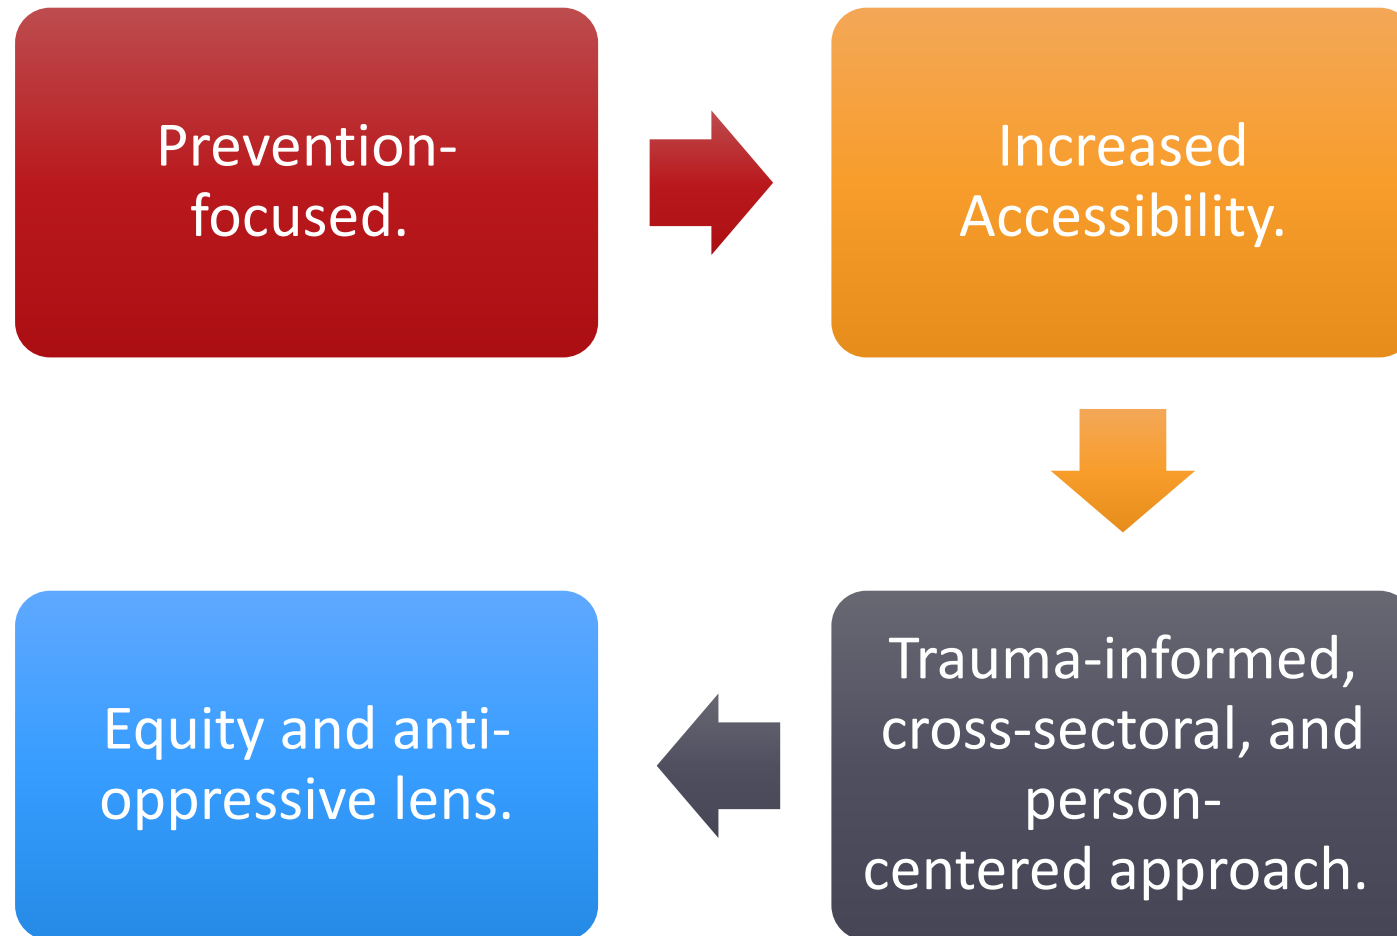 Prevention-
focused.
Increased
Accessibility.
Trauma-informed,
cross-sectoral, and
person-
centered approach.
Equity and anti-
oppressive lens.